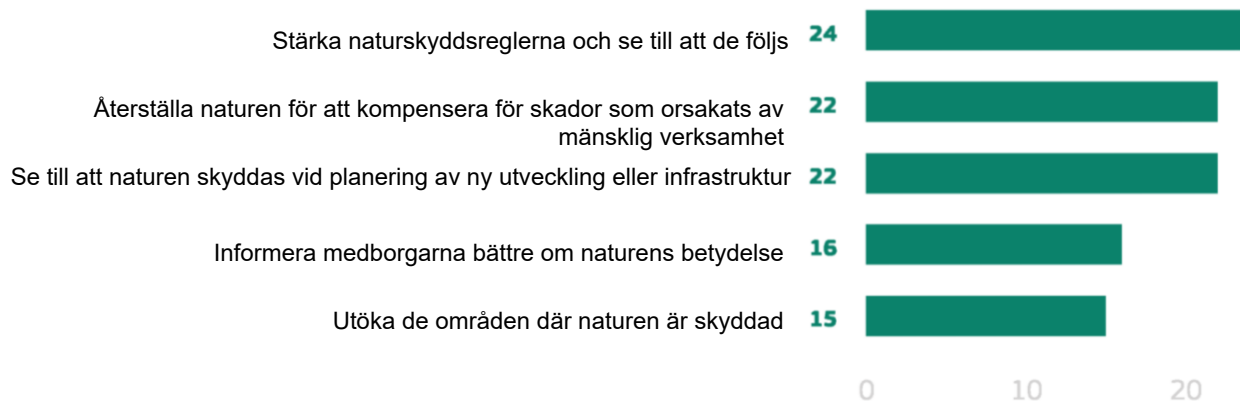 Stärka naturskyddsreglerna och se till att de följs 24
Återställa naturen för att kompensera för skador som orsakats av
mänsklig verksamhet 22
Se till att naturen skyddas vid planering av ny utveckling eller infrastruktur 22
Informera medborgarna bättre om naturens betydelse 16
Utöka de områden där naturen är skyddad 15
0 10 20